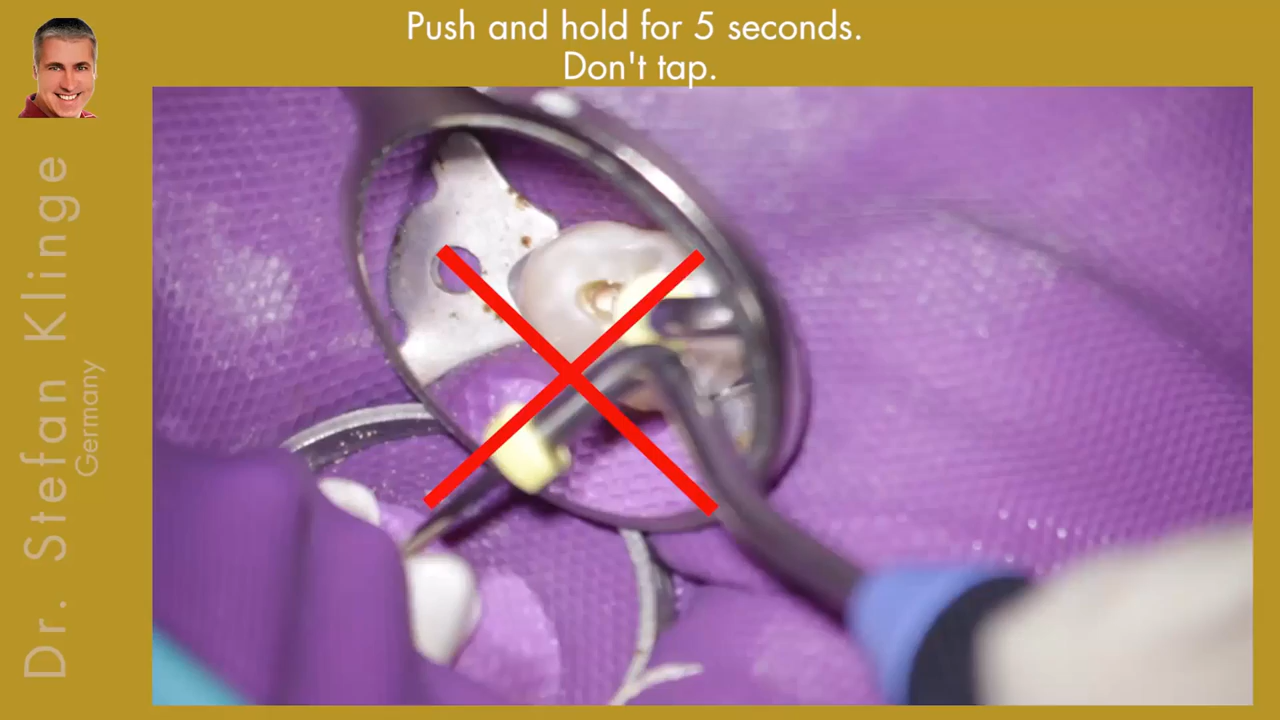 Push and hold for 5 seconds.
Don't tap.
Dr. Stefan Klinge
Germany